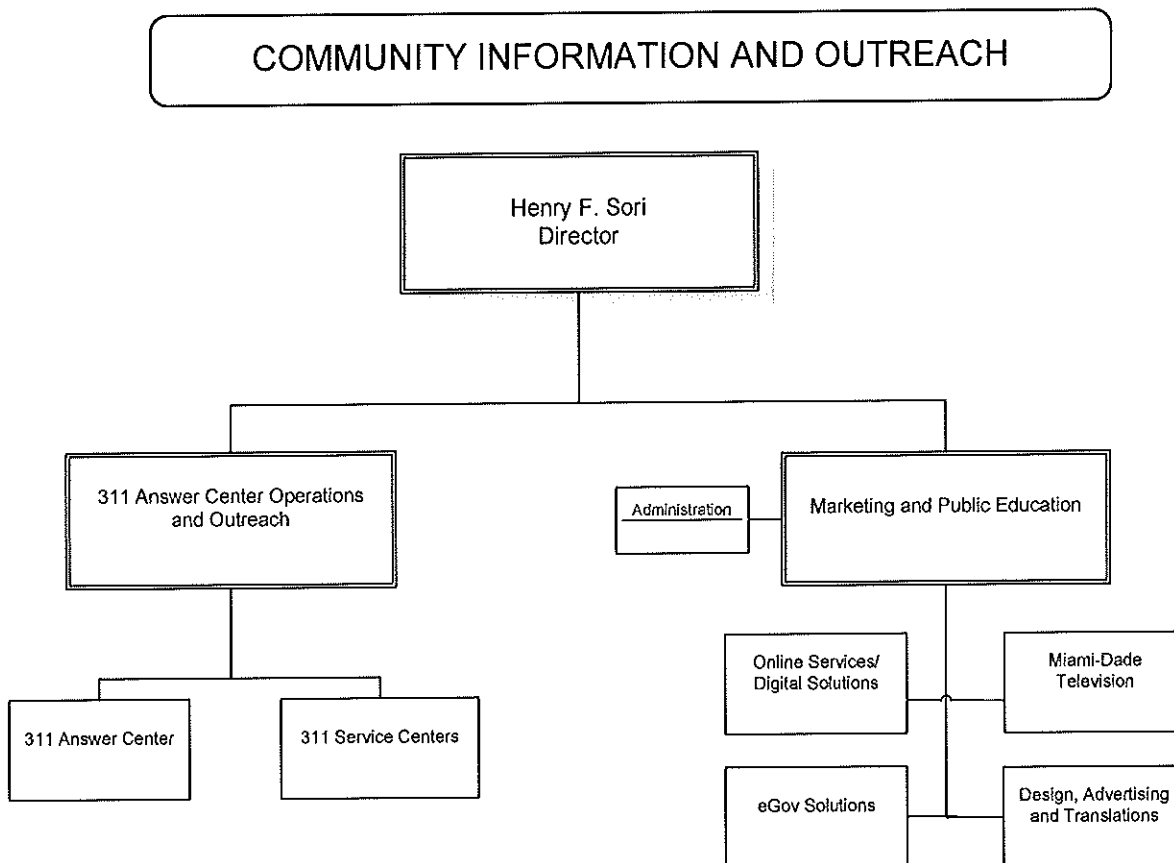 COMMUNITY INFORMATION AND OUTREACH
Henry F. Sori
Director
311 Answer Center Operations
and Outreach
Administration
Marketing and Public Education
Online Services/
Digital Solutions
Miami-Dade
Television
311 Answer Center
311 Service Centers
eGov Solutions
Design, Advertising
and Translations